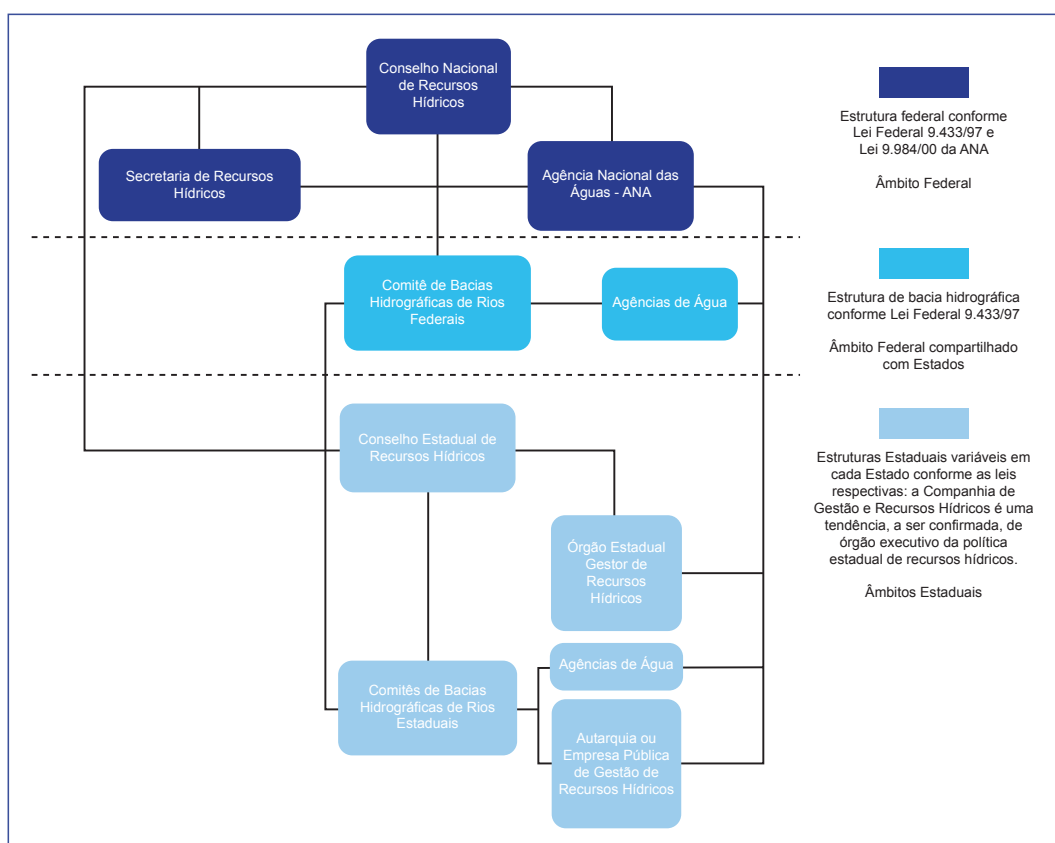 Conselho Nacional
de Recursos
Hídricos
Secretaria de Recursos
Hídricos
Agência Nacional das
Águas - ANA
Comitê de Bacias
Hidrográficas de Rios
Federais
Agências de Água
Conselho Estadual de
Recursos Hídricos
Órgão Estadual
Gestor de
Recursos
Hídricos
Agências de Água
Comitês de Bacias
Hidrográficas de Rios
Estaduais
Autarquia ou
Empresa Pública
de Gestão de
Recursos Hídricos
Estrutura federal conforme
Lei Federal 9.433/97 e
Lei 9.984/00 da ANA
Âmbito Federal
Estrutura de bacia hidrográfica
conforme Lei Federal 9.433/97
Âmbito Federal compartilhado
com Estados
Estruturas Estaduais variáveis em
cada Estado conforme as leis
respectivas: a Companhia de
Gestão e Recursos Hídricos é uma
tendência, a ser confirmada, de
órgão executivo da política
estadual de recursos hídricos.
Âmbitos Estaduais